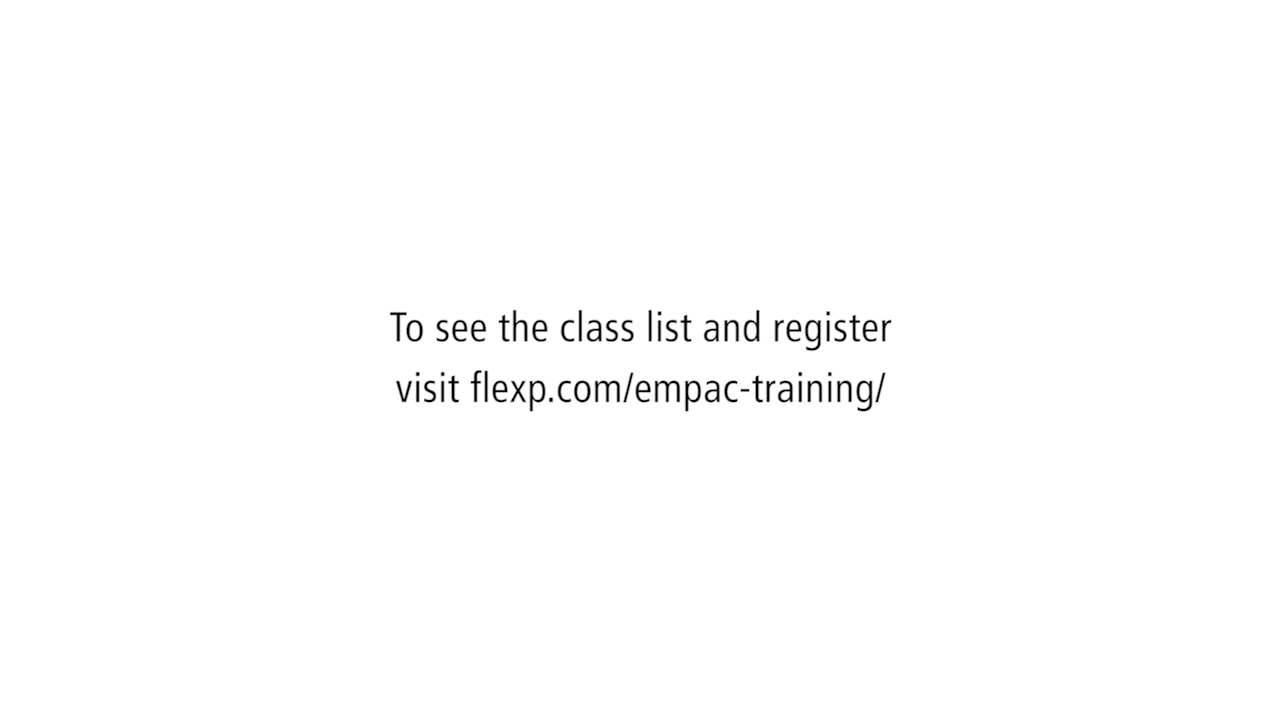 To see the class list and register
visit flexp.com/empac-training/